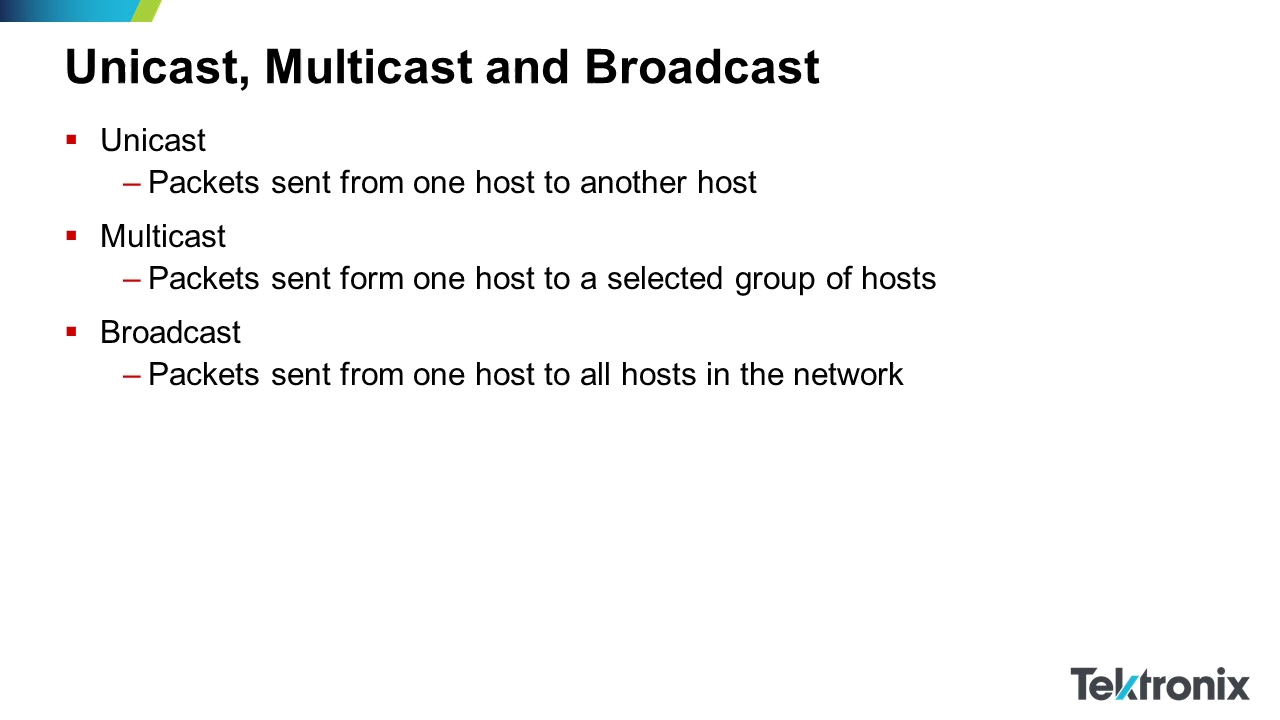 Unicast, Multicast and Broadcast
▪ Unicast
– Packets sent from one host to another host
▪ Multicast
– Packets sent form one host to a selected group of hosts
▪ Broadcast
– Packets sent from one host to all hosts in the network
Tektronix